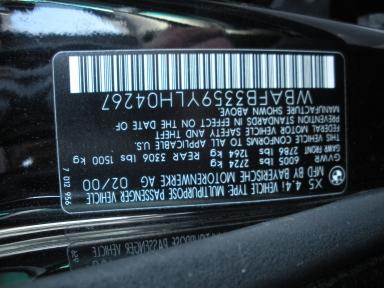 X5 4.4i VEHICLE TYPE MULTIPURPOSE PASSENGER VEHICLE
MFD BY BAYERISCHE MOTORENWERKE AG 02/00
GVWR 6005 lbs 2724 kg
GAWR FRONT 2786 lbs 1264 kg REAR 3306 lbs 1500 kg
THIS VEHICLE CONFORMS TO ALL APPLICABLE
FEDERAL MOTOR VEHICLE SAFETY AND THEFT
PREVENTION STANDARDS IN EFFECT ON THE DATE OF
MANUFACTURE SHOWN ABOVE
WBAFB3359YLH04267
7 012 956
PASSENGER VEHICLE